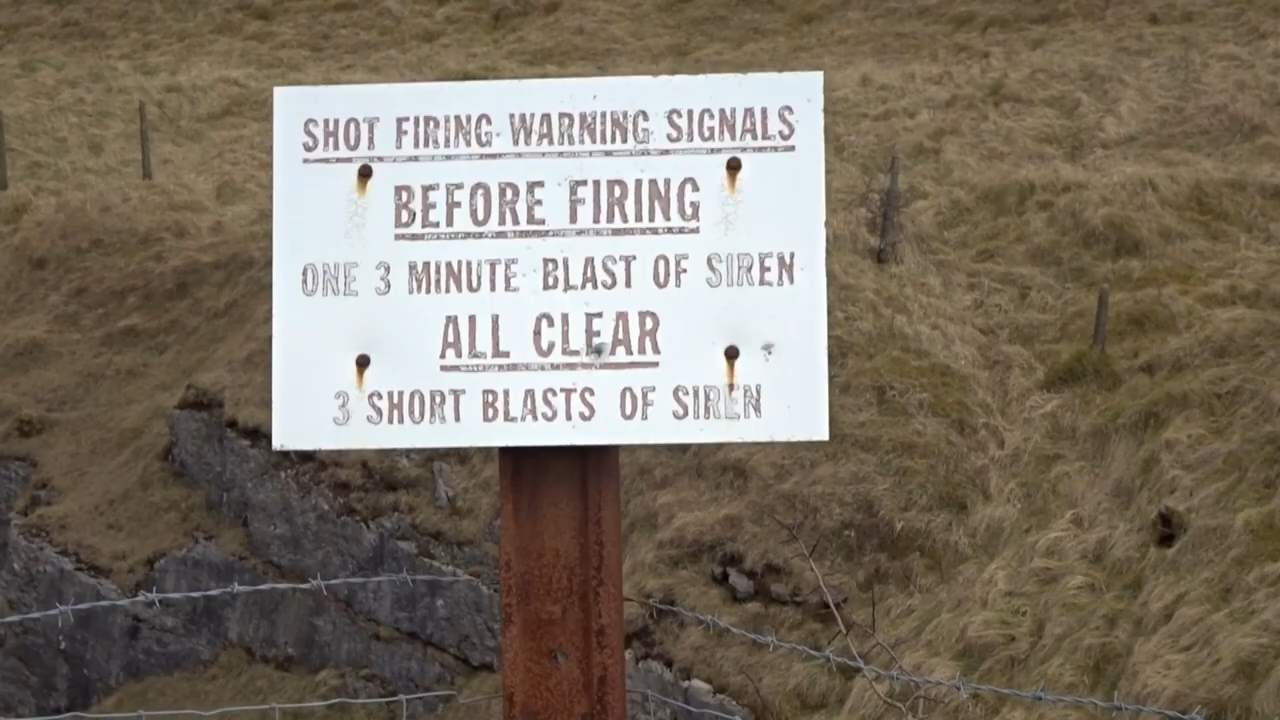 SHOT FIRING WARNING SIGNALS
BEFORE FIRING
ONE 3 MINUTE BLAST OF SIREN
ALL CLEAR
3 SHORT BLASTS OF SIREN